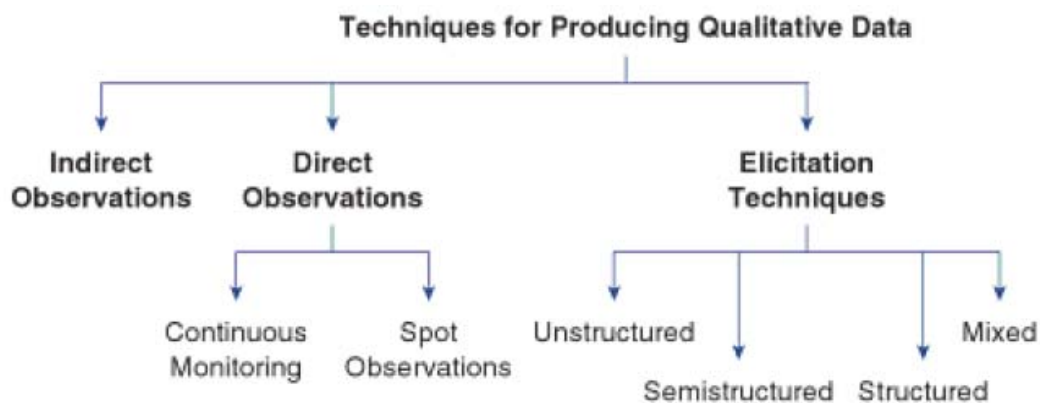 Techniques for Producing Qualitative Data
Indirect
Observations
Direct
Observations
Elicitation
Techniques
Continuous
Monitoring
Spot
Observations
Unstructured
Semistructured
Structured
Mixed